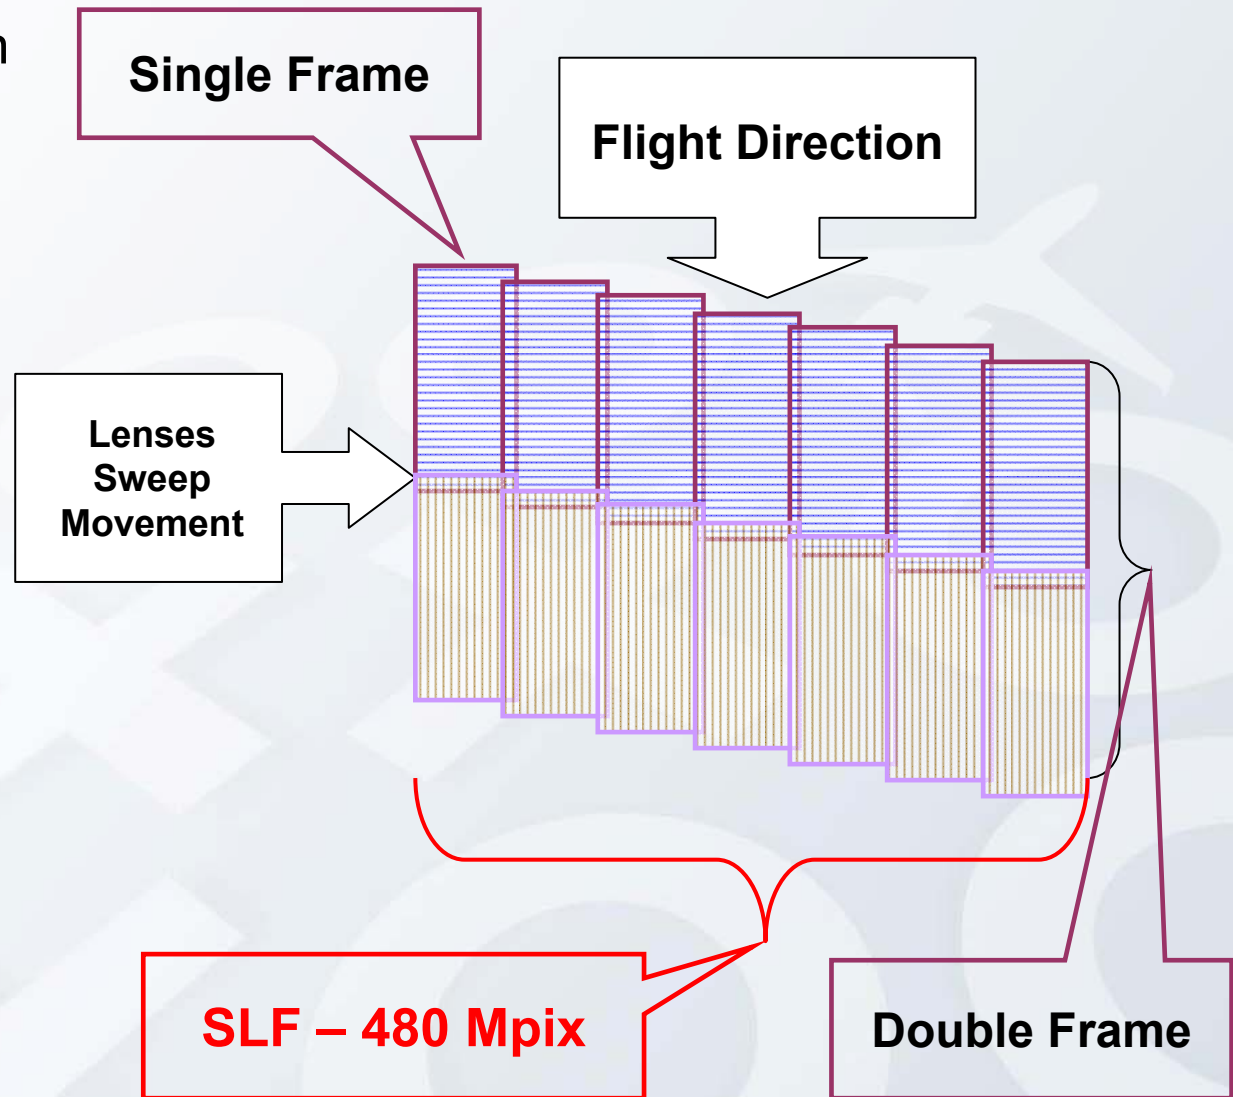 Single Frame
Flight Direction
Lenses
Sweep
Movement
SLF – 480 Mpix
Double Frame